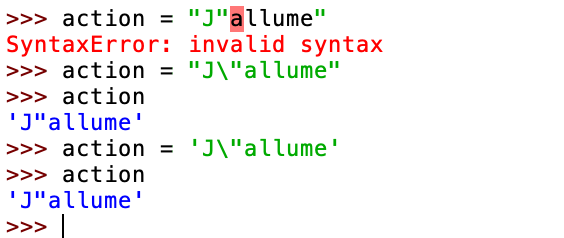 >>> action = "J"allume"
SyntaxError: invalid syntax
>>> action = "J\"allume"
>>> action
'J"allume'
>>> action = 'J\"allume'
>>> action
'J"allume'
>>>